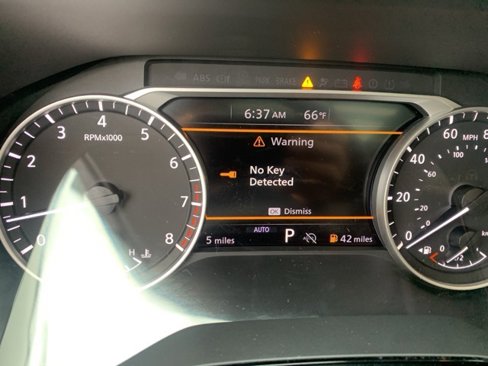 ABS
PARK BRAKE
6:37 AM 66°F
Warning
No Key
Detected
OK Dismiss
AUTO
5 miles P 42 miles
0 1 2 3 4 5 6 7 8
RPMx1000
H
0 20 40 60 80
MPH
100